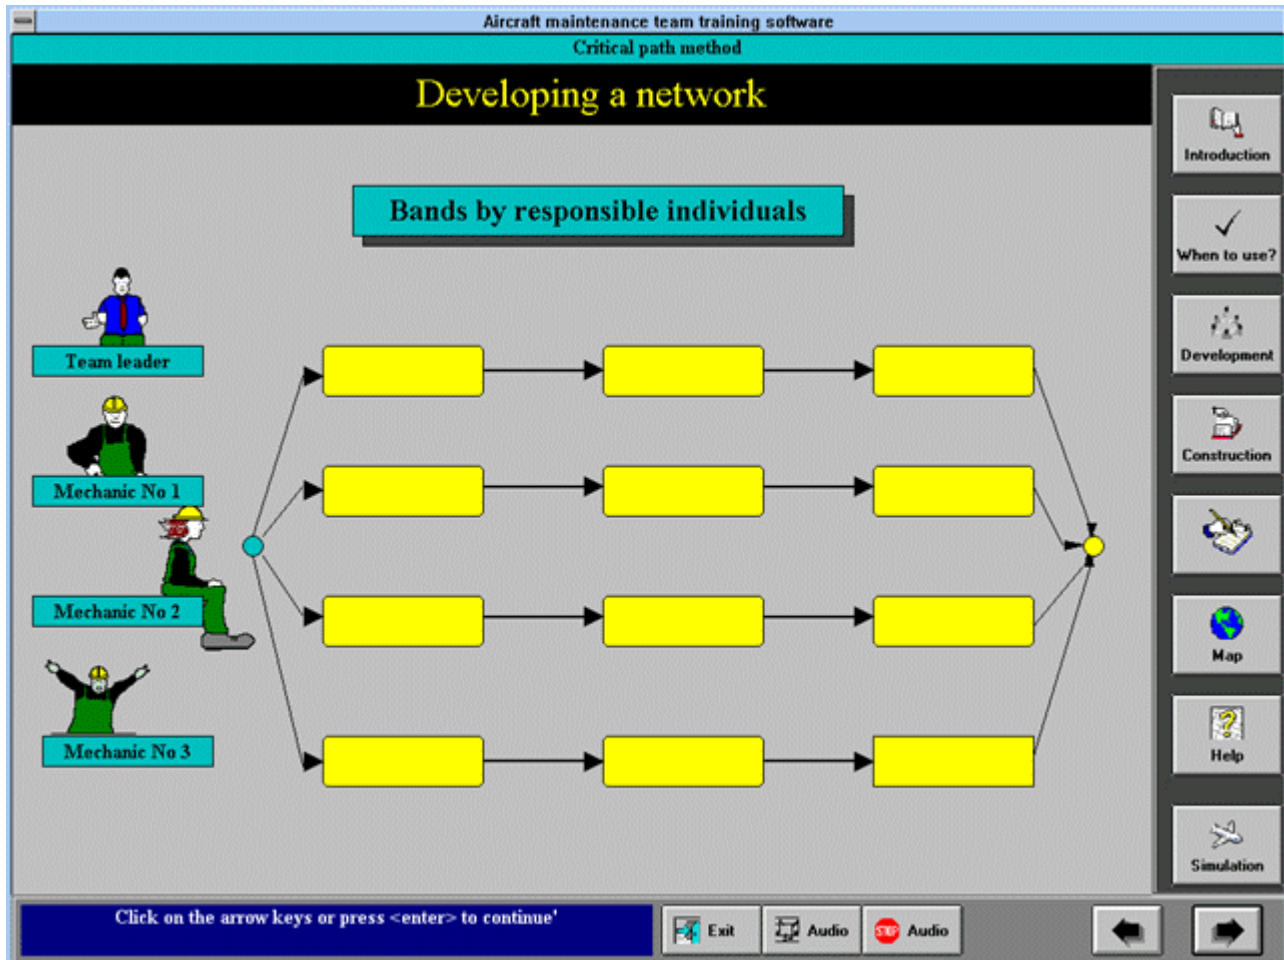 Aircraft maintenance team training software
Critical path method
Developing a network
Bands by responsible individuals
Team leader
Mechanic No 1
Mechanic No 2
Mechanic No 3
Introduction
When to use?
Development
Construction
Map
Help
Simulation
Click on the arrow keys or press <enter> to continue'
Exit
Audio
STOP Audio